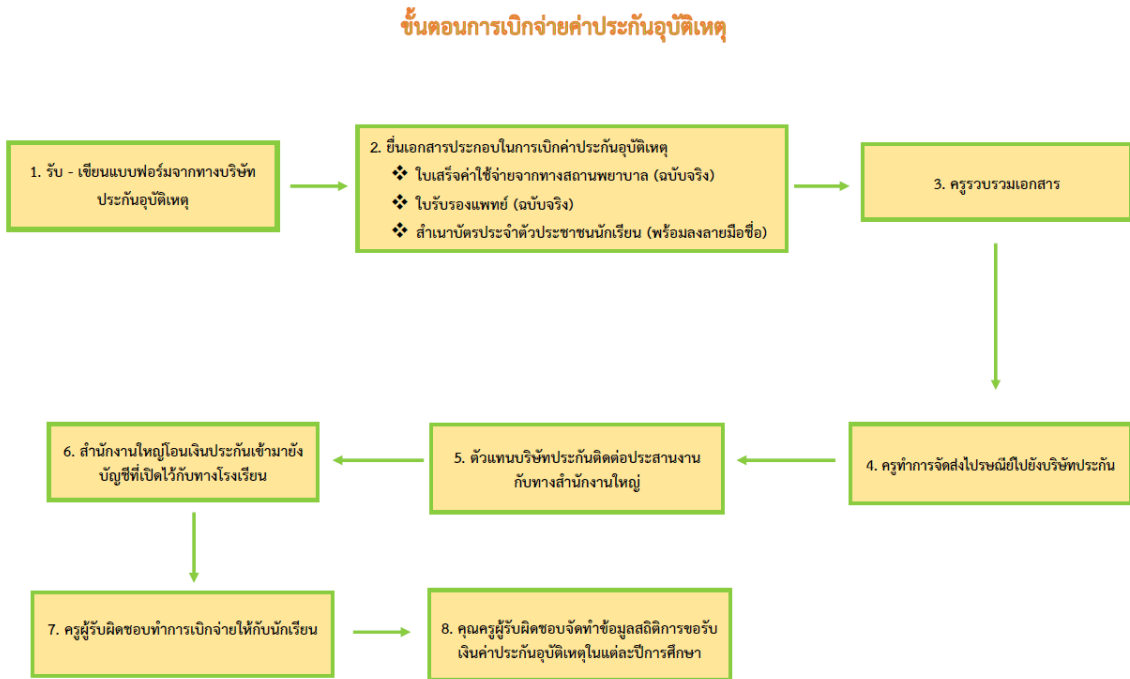 ขั้นตอนการเบิกจ่ายค่าประกันอุบัติเหตุ
1. รับ - เขียนแบบฟอร์มจากทางบริษัท
ประกันอุบัติเหตุ
2. ยื่นเอกสารประกอบในการเบิกค่าประกันอุบัติเหตุ
❖ ใบเสร็จค่าใช้จ่ายจากทางสถานพยาบาล (ฉบับจริง)
❖ ใบรับรองแพทย์ (ฉบับจริง)
❖ สำเนาบัตรประจำตัวประชาชนนักเรียน (พร้อมลงลายมือชื่อ)
3. ครูรวบรวมเอกสาร
4. ครูทำการจัดส่งไปรษณีย์ไปยังบริษัทประกัน
5. ตัวแทนบริษัทประกันติดต่อประสานงาน
กับทางสำนักงานใหญ่
6. สำนักงานใหญ่โอนเงินประกันเข้ามายัง
บัญชีที่เปิดไว้กับทางโรงเรียน
7. ครูผู้รับผิดชอบทำการเบิกจ่ายให้กับนักเรียน
8. คุณครูผู้รับผิดชอบจัดทำข้อมูลสถิติการขอรับ
เงินค่าประกันอุบัติเหตุในแต่ละปีการศึกษา